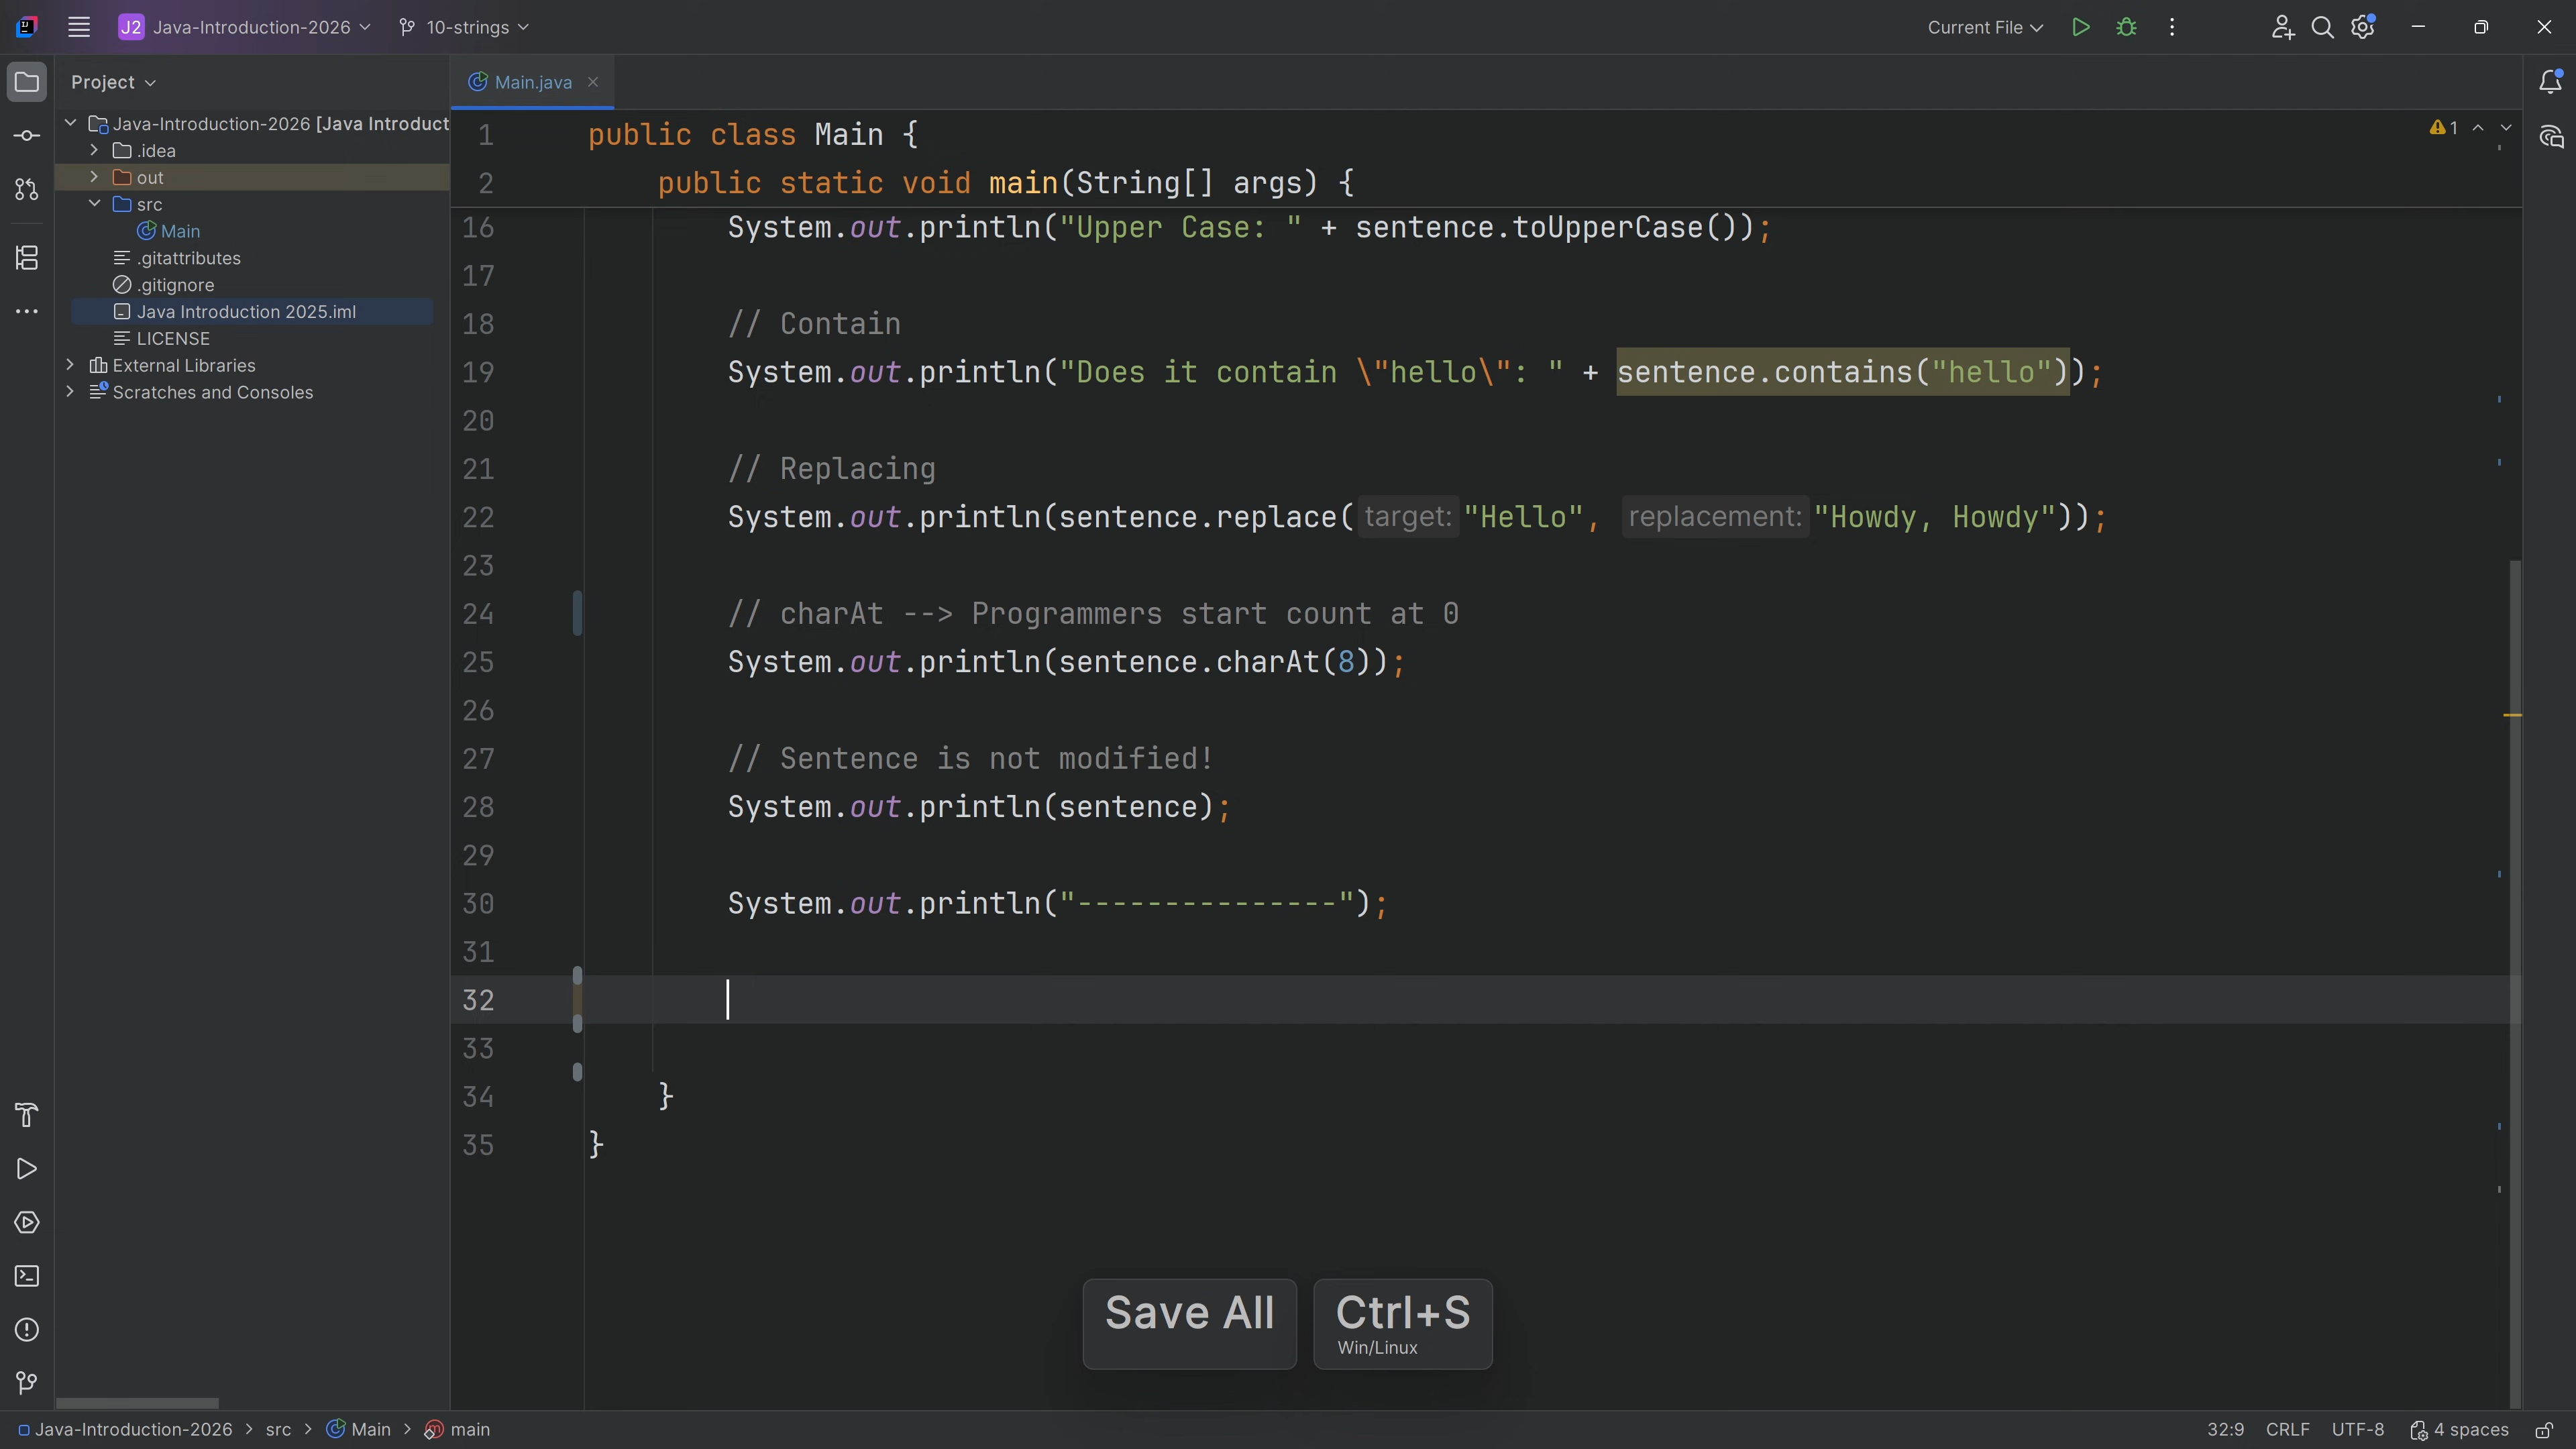 J2 Java-Introduction-2026 10-strings Current File
Project
Main.java
Java-Introduction-2026 [Java Introduct
.idea
out
src
Main
.gitattributes
.gitignore
Java Introduction 2025.iml
LICENSE
External Libraries
Scratches and Consoles
1 public class Main {
2 public static void main(String[] args) {
16 System.out.println("Upper Case: " + sentence.toUpperCase());
17
18 // Contain
19 System.out.println("Does it contain \"hello\": " + sentence.contains("hello"));
20
21 // Replacing
22 System.out.println(sentence.replace( target: "Hello", replacement: "Howdy, Howdy"));
23
24 // charAt --> Programmers start count at 0
25 System.out.println(sentence.charAt(8));
26
27 // Sentence is not modified!
28 System.out.println(sentence);
29
30 System.out.println("---------------");
31
32
33
34 }
35 }
1
Save All Ctrl+S
Win/Linux
Java-Introduction-2026 > src > Main > main 32:9 CRLF UTF-8 4 spaces